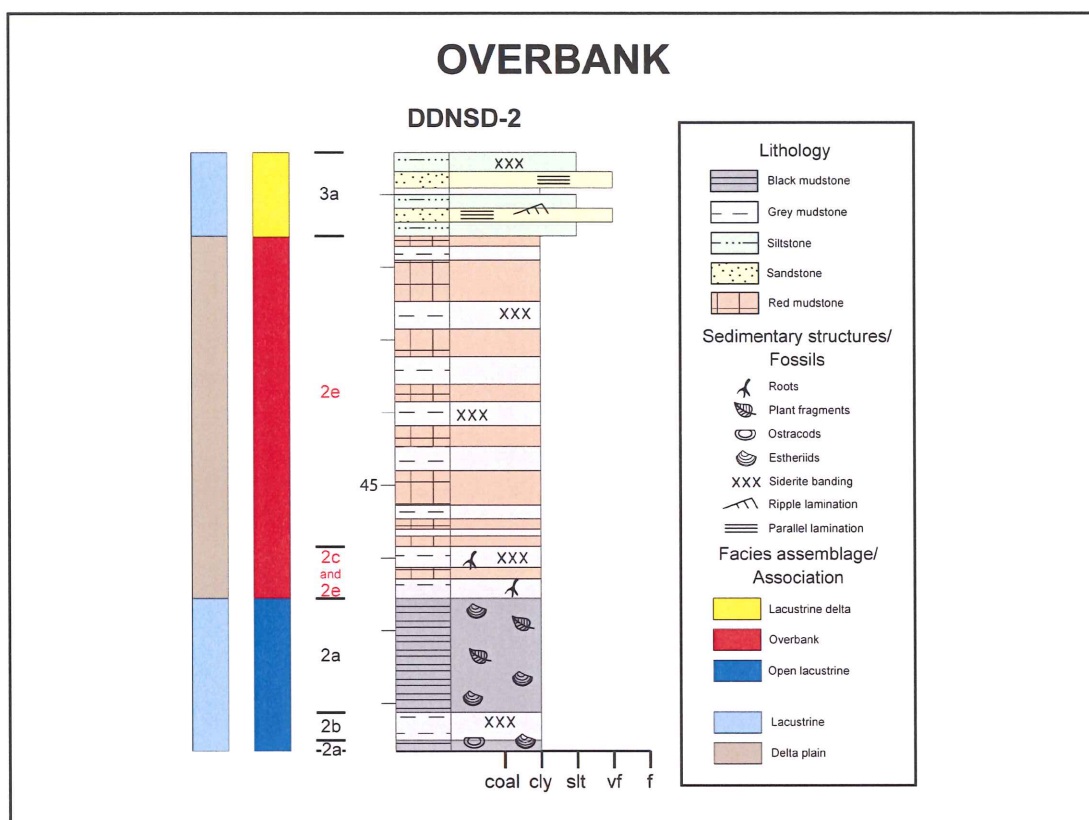 OVERBANK
DDNSD-2
3a
2e
45
2c
and
2e
2a
2b
-2a-
XXX
XXX
XXX
XXX
XXX
coal cly slt vf f
Lithology
Black mudstone
Grey mudstone
Siltstone
Sandstone
Red mudstone
Sedimentary structures/
Fossils
Roots
Plant fragments
Ostracods
Estheriids
XXX Siderite banding
Ripple lamination
Parallel lamination
Facies assemblage/
Association
Lacustrine delta
Overbank
Open lacustrine
Lacustrine
Delta plain